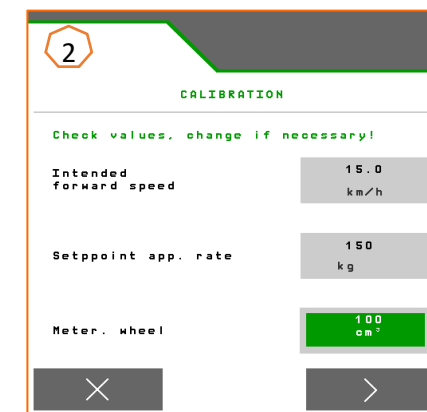 2
CALIBRATION
Check values, change if necessary!
Intended
forward speed
15.0
km/h
Setppoint app. rate
150
kg
Meter. wheel
100
cm³